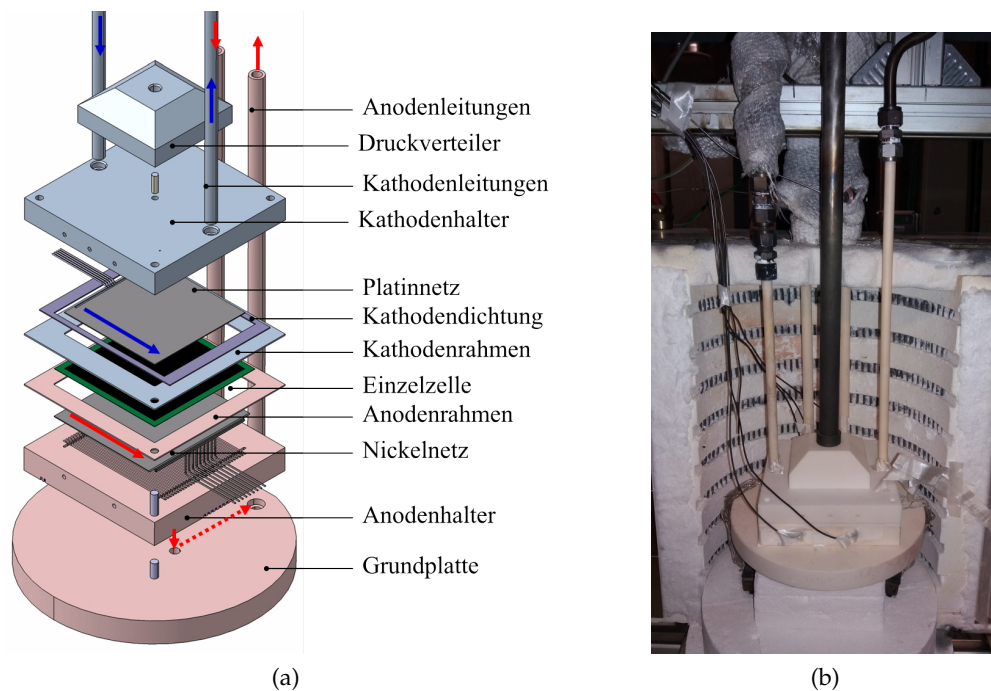 Anodenleitungen
Druckverteiler
Kathodenleitungen
Kathodenhalter
Platinnetz
Kathodendichtung
Kathodenrahmen
Einzelzelle
Anodenrahmen
Nickelnetz
Anodenhalter
Grundplatte
(a)
(b)